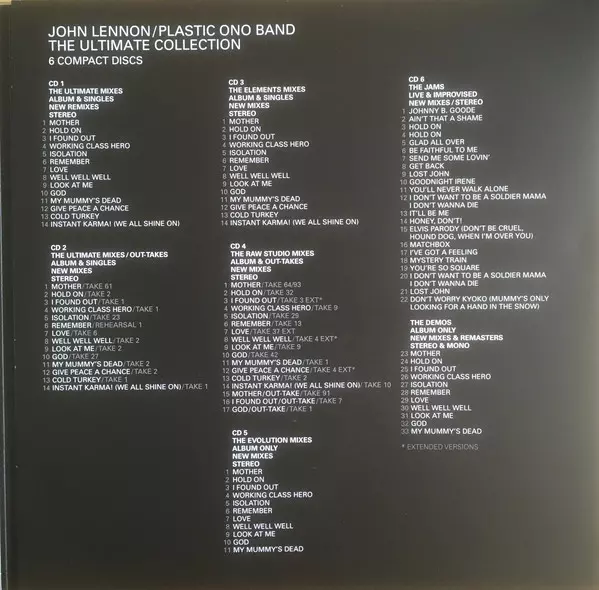 JOHN LENNON/PLASTIC ONO BAND
THE ULTIMATE COLLECTION
6 COMPACT DISCS
CD 1
THE ULTIMATE MIXES
ALBUM & SINGLES
NEW REMIXES
STEREO
1 MOTHER
2 HOLD ON
3 I FOUND OUT
4 WORKING CLASS HERO
5 ISOLATION
6 REMEMBER
7 LOVE
8 WELL WELL WELL
9 LOOK AT ME
10 GOD
11 MY MUMMY'S DEAD
12 GIVE PEACE A CHANCE
13 COLD TURKEY
14 INSTANT KARMA! (WE ALL SHINE ON)
CD 2
THE ULTIMATE MIXES/OUT-TAKES
ALBUM & SINGLES
NEW MIXES
STEREO
1 MOTHER/TAKE 61
2 HOLD ON/TAKE 2
3 I FOUND OUT/TAKE 1
4 WORKING CLASS HERO/TAKE 1
5 ISOLATION/TAKE 23
6 REMEMBER/REHEARSAL 1
7 LOVE/TAKE 6
8 WELL WELL WELL/TAKE 2
9 LOOK AT ME/TAKE 2
10 GOD/TAKE 27
11 MY MUMMY'S DEAD/TAKE 2
12 GIVE PEACE A CHANCE/TAKE 2
13 COLD TURKEY/TAKE 1
14 INSTANT KARMA! (WE ALL SHINE ON)/TAKE 1
CD 3
THE ELEMENTS MIXES
ALBUM & SINGLES
NEW MIXES
STEREO
1 MOTHER
2 HOLD ON
3 I FOUND OUT
4 WORKING CLASS HERO
5 ISOLATION
6 REMEMBER
7 LOVE
8 WELL WELL WELL
9 LOOK AT ME
10 GOD
11 MY MUMMY'S DEAD
12 GIVE PEACE A CHANCE
13 COLD TURKEY
14 INSTANT KARMA! (WE ALL SHINE ON)
CD 4
THE RAW STUDIO MIXES
ALBUM & OUT-TAKES
NEW MIXES
STEREO
1 MOTHER/TAKE 64/93
2 HOLD ON/TAKE 32
3 I FOUND OUT/TAKE 3 EXT*
4 WORKING CLASS HERO/TAKE 9
5 ISOLATION/TAKE 29
6 REMEMBER/TAKE 13
7 LOVE/TAKE 37
8 WELL WELL WELL/TAKE 4 EXT*
9 LOOK AT ME/TAKE 9
10 GOD/TAKE 42
11 MY MUMMY'S DEAD/TAKE 1
12 GIVE PEACE A CHANCE/TAKE 4 EXT*
13 COLD TURKEY/TAKE 2
14 INSTANT KARMA! (WE ALL SHINE ON)/TAKE 10
15 MOTHER/OUT-TAKE/TAKE 91
16 I FOUND OUT/OUT-TAKE/TAKE 7
17 GOD/OUT-TAKE/TAKE 1
CD 5
THE EVOLUTION MIXES
ALBUM ONLY
NEW MIXES
STEREO
1 MOTHER
2 HOLD ON
3 I FOUND OUT
4 WORKING CLASS HERO
5 ISOLATION
6 REMEMBER
7 LOVE
8 WELL WELL WELL
9 LOOK AT ME
10 GOD
11 MY MUMMY'S DEAD
CD 6
THE JAMS
LIVE & IMPROVISED
NEW MIXES/STEREO
1 JOHNNY B. GOODE
2 AIN'T THAT A SHAME
3 HOLD ON
4 HOLD ON
5 GLAD ALL OVER
6 BE FAITHFUL TO ME
7 SEND ME SOME LOVIN'
8 GET BACK
9 LOST JOHN
10 GOODNIGHT IRENE
11 YOU'LL NEVER WALK ALONE
12 I DON'T WANT TO BE A SOLDIER MAMA
I DON'T WANNA DIE
13 IT'LL BE ME
14 HONEY, DON'T!
15 ELVIS PARODY (DON'T BE CRUEL,
HOUND DOG, WHEN I'M OVER YOU)
16 MATCHBOX
17 I'VE GOT A FEELING
18 MYSTERY TRAIN
19 YOU'RE SO SQUARE
20 I DON'T WANT TO BE A SOLDIER MAMA
I DON'T WANNA DIE
21 LOST JOHN
22 DON'T WORRY KYOKO (MUMMY'S ONLY
LOOKING FOR A HAND IN THE SNOW)
THE DEMOS
ALBUM ONLY
NEW MIXES & REMASTERS
STEREO & MONO
23 MOTHER
24 HOLD ON
25 I FOUND OUT
26 WORKING CLASS HERO
27 ISOLATION
28 REMEMBER
29 LOVE
30 WELL WELL WELL
31 LOOK AT ME
32 GOD
33 MY MUMMY'S DEAD
* EXTENDED VERSIONS